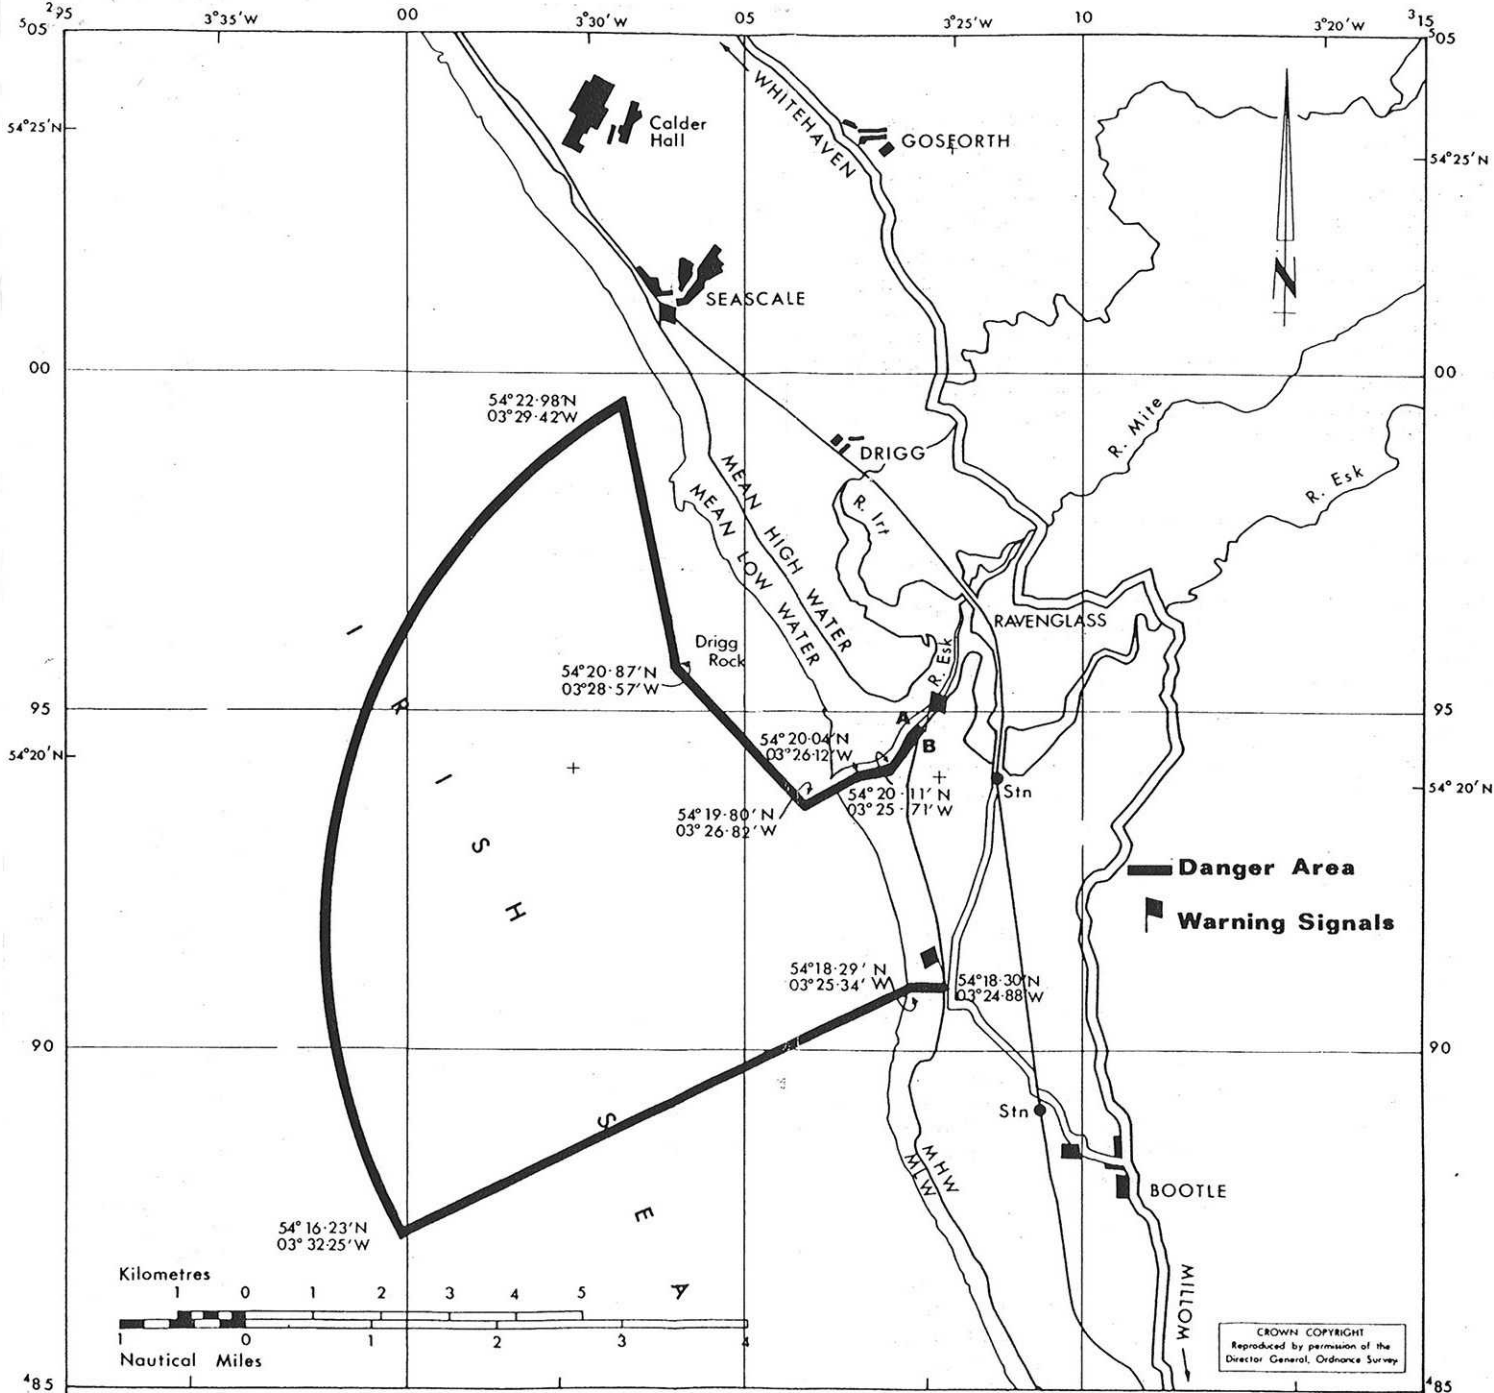 295
3°35'W
00
3°30'W
05
3°25'W
10
3°20'W
315
505
505
54°25'N
54°25'N
Calder
Hall
WHITEHAVEN
GOSFORTH
N
SEASCALE
00
00
54°22·98'N
03°29·42'W
DRIGG
R. Mite
R. Esk
R. Irt
MEAN HIGH WATER
MEAN LOW WATER
RAVENGLASS
Drigg
Rock
R. Esk
54°20·87'N
03°28·57'W
95
95
A
B
54°20'N
54°20·04'N
03°26·12'W
54°20·11'N
03°25·71'W
Stn
54°20'N
54°19·80'N
03°26·82'W
IRISH SEA
Danger Area
Warning Signals
54°18·29'N
03°25·34'W
54°18·30'N
03°24·88'W
90
90
Stn
MHW
MLW
BOOTLE
54°16·23'N
03°32·25'W
Kilometres
1 0 1 2 3 4 5
1 0 1 2 3 4
Nautical Miles
MILLOM
CROWN COPYRIGHT
Reproduced by permission of the
Director General, Ordnance Survey
485
485